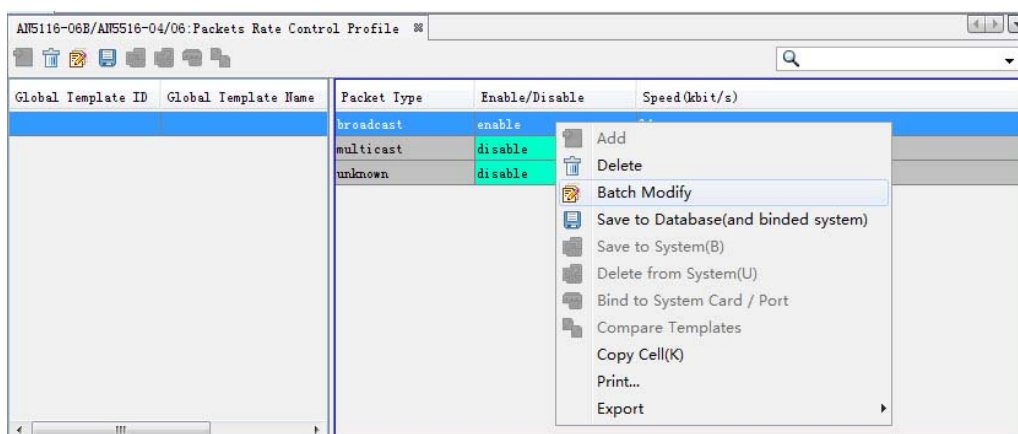 AN5116-06B/AN5516-04/06:Packets Rate Control Profile
Global Template ID Global Template Name Packet Type Enable/Disable Speed(kbit/s)
broadcast enable
multicast disable
unknown disable
Add
Delete
Batch Modify
Save to Database(and binded system)
Save to System(B)
Delete from System(U)
Bind to System Card / Port
Compare Templates
Copy Cell(K)
Print...
Export